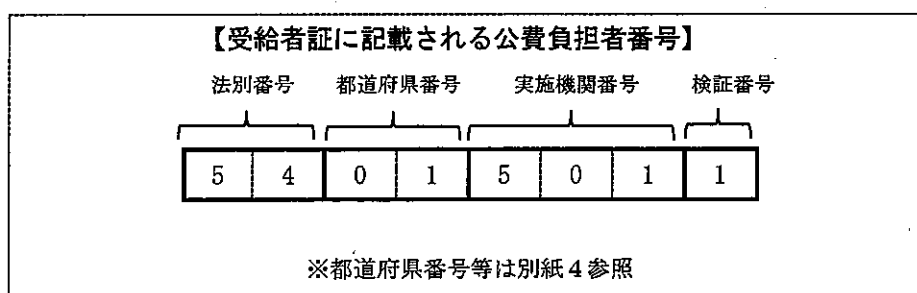 【受給者証に記載される公費負担者番号】
法別番号 都道府県番号 実施機関番号 検証番号
5 4 0 1 5 0 1 1
※都道府県番号等は別紙4参照